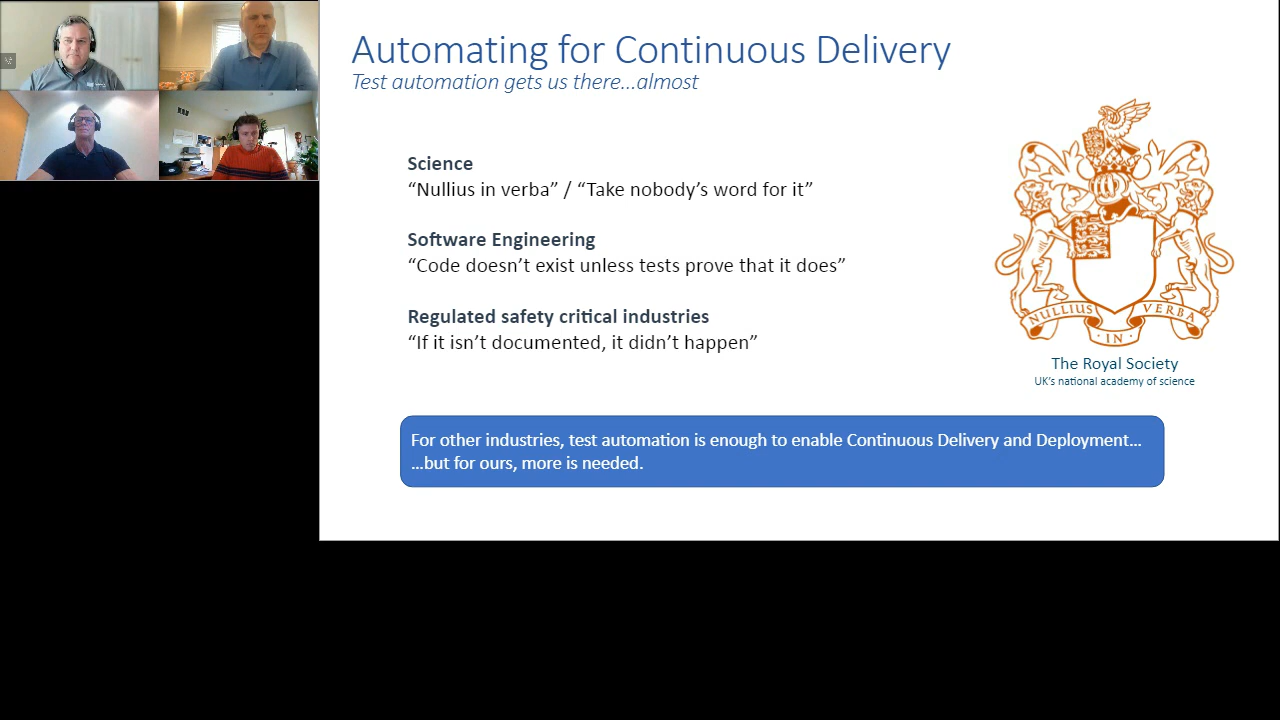 Automating for Continuous Delivery
Test automation gets us there...almost
Science
“Nullius in verba” / “Take nobody’s word for it”
Software Engineering
“Code doesn’t exist unless tests prove that it does”
Regulated safety critical industries
“If it isn’t documented, it didn’t happen”
NULLIUS IN VERBA
The Royal Society
UK’s national academy of science
For other industries, test automation is enough to enable Continuous Delivery and Deployment...
...but for ours, more is needed.